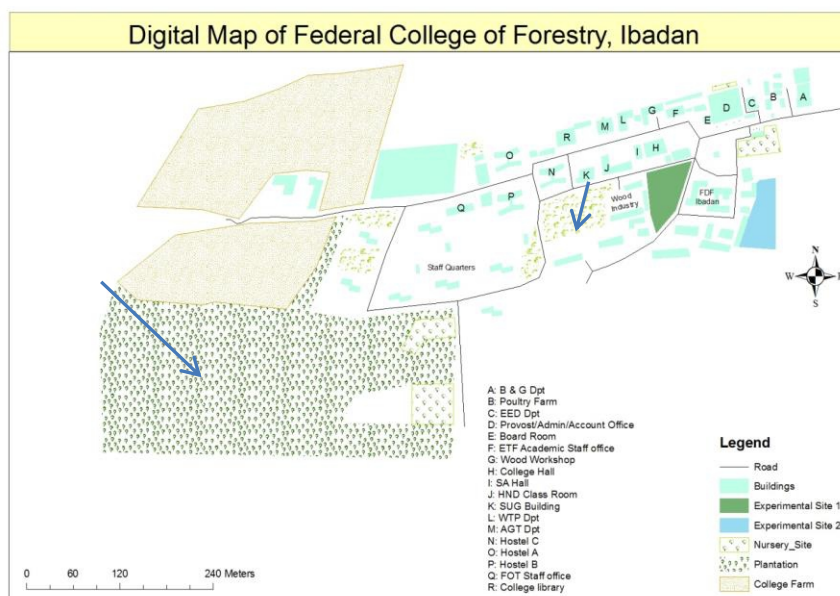 Digital Map of Federal College of Forestry, Ibadan
A
B
C
D
E
F
G
L
M
R
O
H
I
J
K
N
P
Q
Wood
Industry
FDF
Ibadan
Staff Quarters
N
W
E
S
A: B & G Dpt
B: Poultry Farm
C: EED Dpt
D: Provost/Admin/Account Office
E: Board Room
F: ETF Academic Staff office
G: Wood Workshop
H: College Hall
I: SA Hall
J: HND Class Room
K: SUG Building
L: WTP Dpt
M: AGT Dpt
N: Hostel C
O: Hostel A
P: Hostel B
Q: FOT Staff office
R: College library
Legend
Road
Buildings
Experimental Site 1
Experimental Site 2
Nursery_Site
Plantation
College Farm
0 60 120 240 Meters